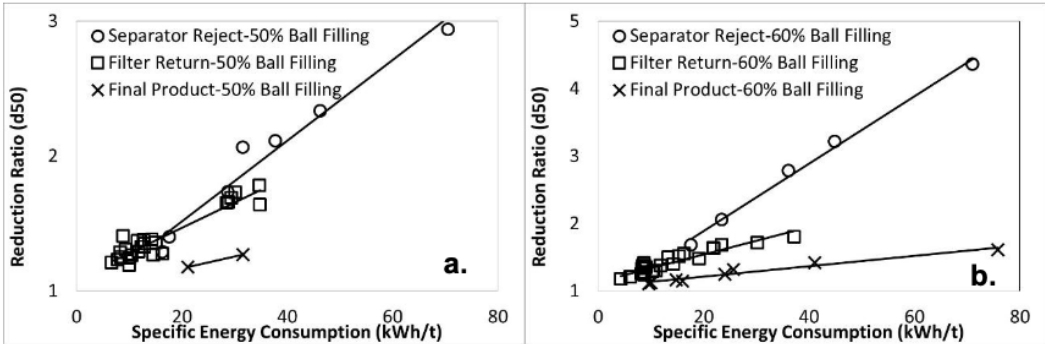 3
2
1
Reduction Ratio (d50)
Separator Reject-50% Ball Filling
Filter Return-50% Ball Filling
Final Product-50% Ball Filling
a.
0 20 40 60 80
Specific Energy Consumption (kWh/t)
5
4
3
2
1
Reduction Ratio (d50)
Separator Reject-60% Ball Filling
Filter Return-60% Ball Filling
Final Product-60% Ball Filling
b.
0 20 40 60 80
Specific Energy Consumption (kWh/t)